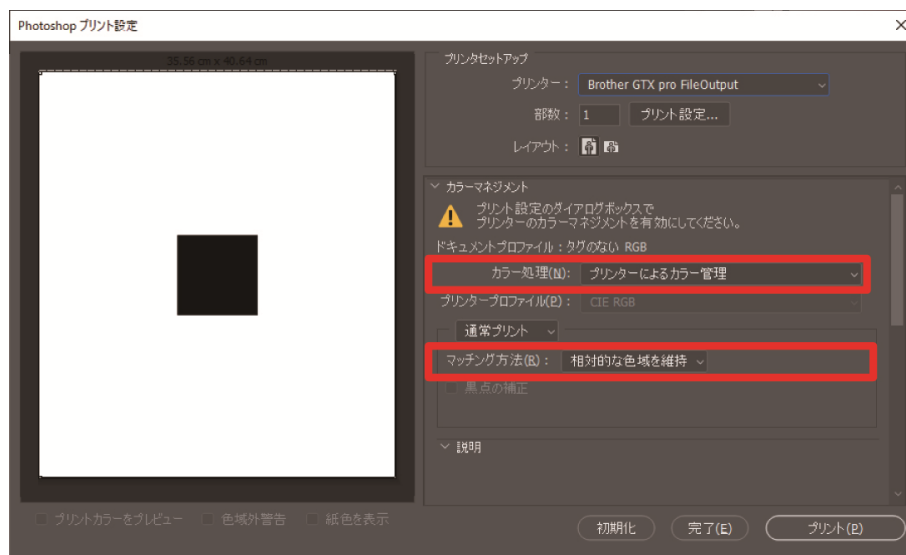 Photoshop プリント設定
35.56 cm x 40.64 cm
プリンタセットアップ
プリンター： Brother GTX pro FileOutput
部数： 1 プリント設定...
レイアウト：
カラーマネジメント
プリント設定のダイアログボックスで
プリンターのカラーマネジメントを有効にしてください。
ドキュメントプロファイル：タグのない RGB
カラー処理(N): プリンターによるカラー管理
プリンタープロファイル(P)： CIE RGB
通常プリント
マッチング方法(R)： 相対的な色域を維持
黒点の補正
説明
プリントカラーをプレビュー 色域外警告 紙色を表示
初期化 完了(E) プリント(P)